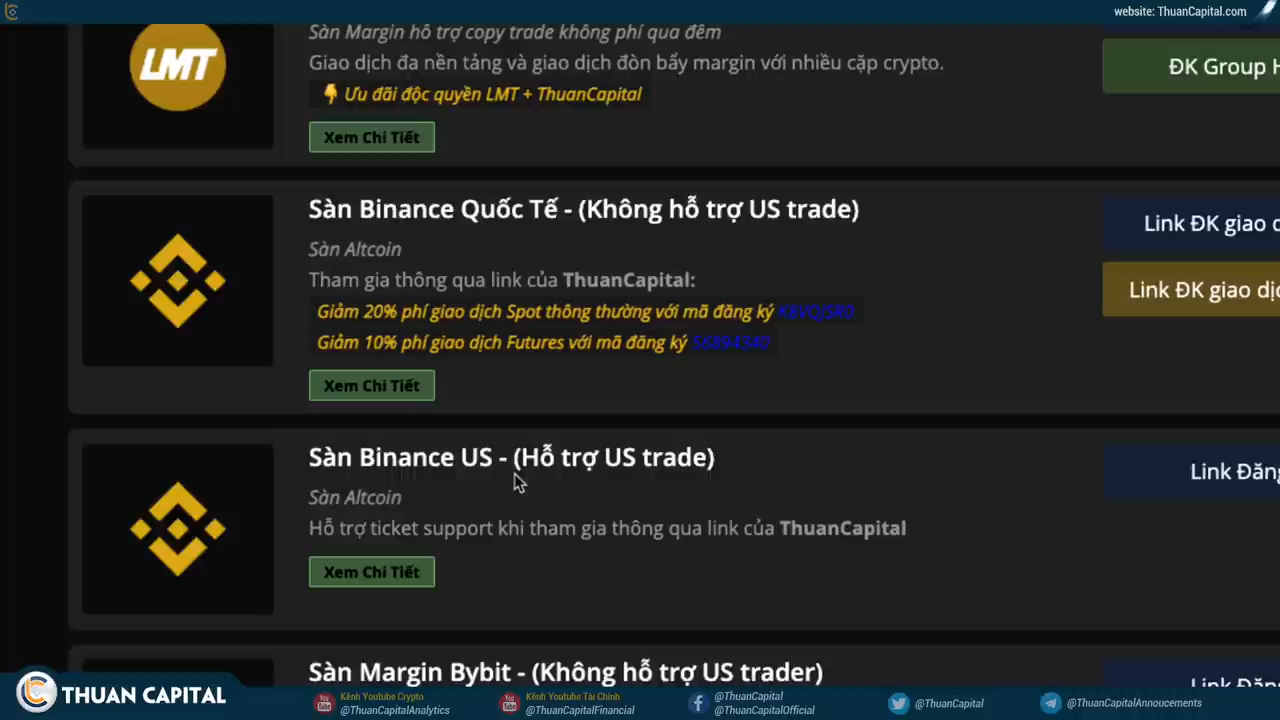 website: ThuanCapital.com
LMT
Sàn Margin hỗ trợ copy trade không phí qua đêm
Giao dịch đa nền tảng và giao dịch đòn bẩy margin với nhiều cặp crypto.
👇 Ưu đãi độc quyền LMT + ThuanCapital
Xem Chi Tiết
ĐK Group H
Sàn Binance Quốc Tế - (Không hỗ trợ US trade)
Sàn Altcoin
Tham gia thông qua link của ThuanCapital:
Giảm 20% phí giao dịch Spot thông thường với mã đăng ký K8VQJSR0
Giảm 10% phí giao dịch Futures với mã đăng ký 56894340
Xem Chi Tiết
Link ĐK giao d
Link ĐK giao dịc
Sàn Binance US - (Hỗ trợ US trade)
Sàn Altcoin
Hỗ trợ ticket support khi tham gia thông qua link của ThuanCapital
Xem Chi Tiết
Link Đăng
Sàn Margin Bybit - (Không hỗ trợ US trader)
Link Đăng
THUAN CAPITAL
Kênh Youtube Crypto
@ThuanCapitalAnalytics
Kênh Youtube Tài Chính
@ThuanCapitalFinancial
@ThuanCapital
@ThuanCapitalOfficial
@ThuanCapital
@ThuanCapitalAnnoucements